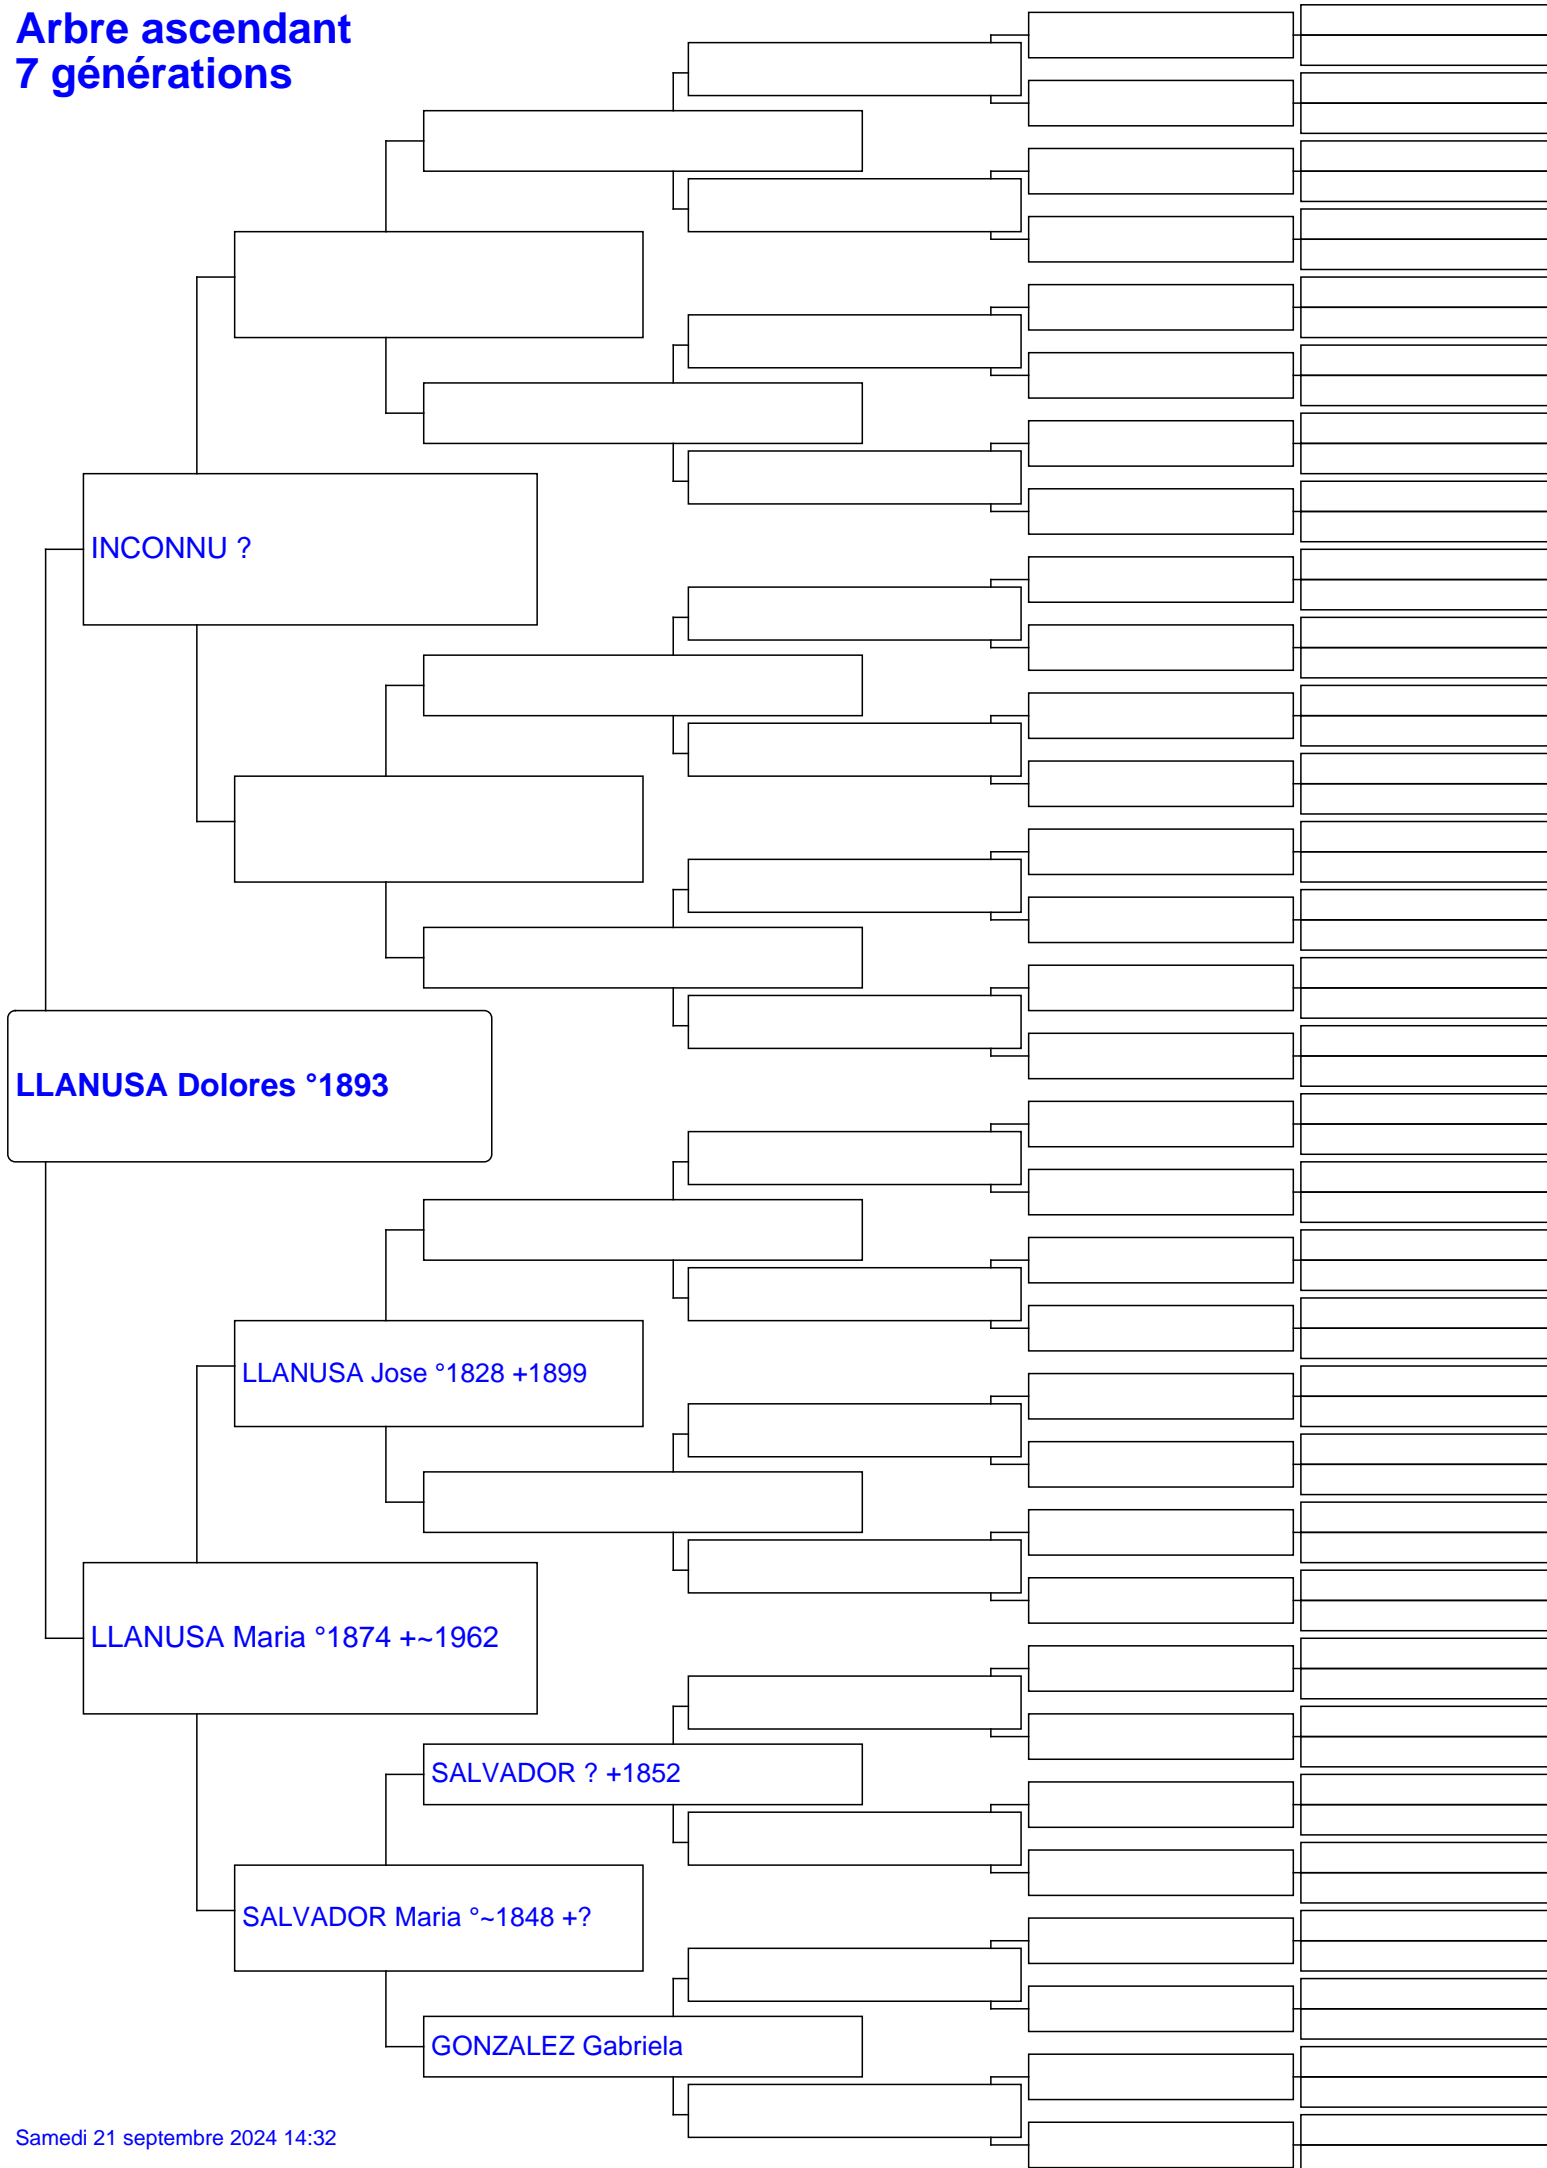 Arbre ascendant
7 générations
INCONNU ?
LLANUSA Dolores °1893
LLANUSA Jose °1828 +1899
LLANUSA Maria °1874 +~1962
SALVADOR ? +1852
SALVADOR Maria °~1848 +?
GONZALEZ Gabriela
Samedi 21 septembre 2024 14:32